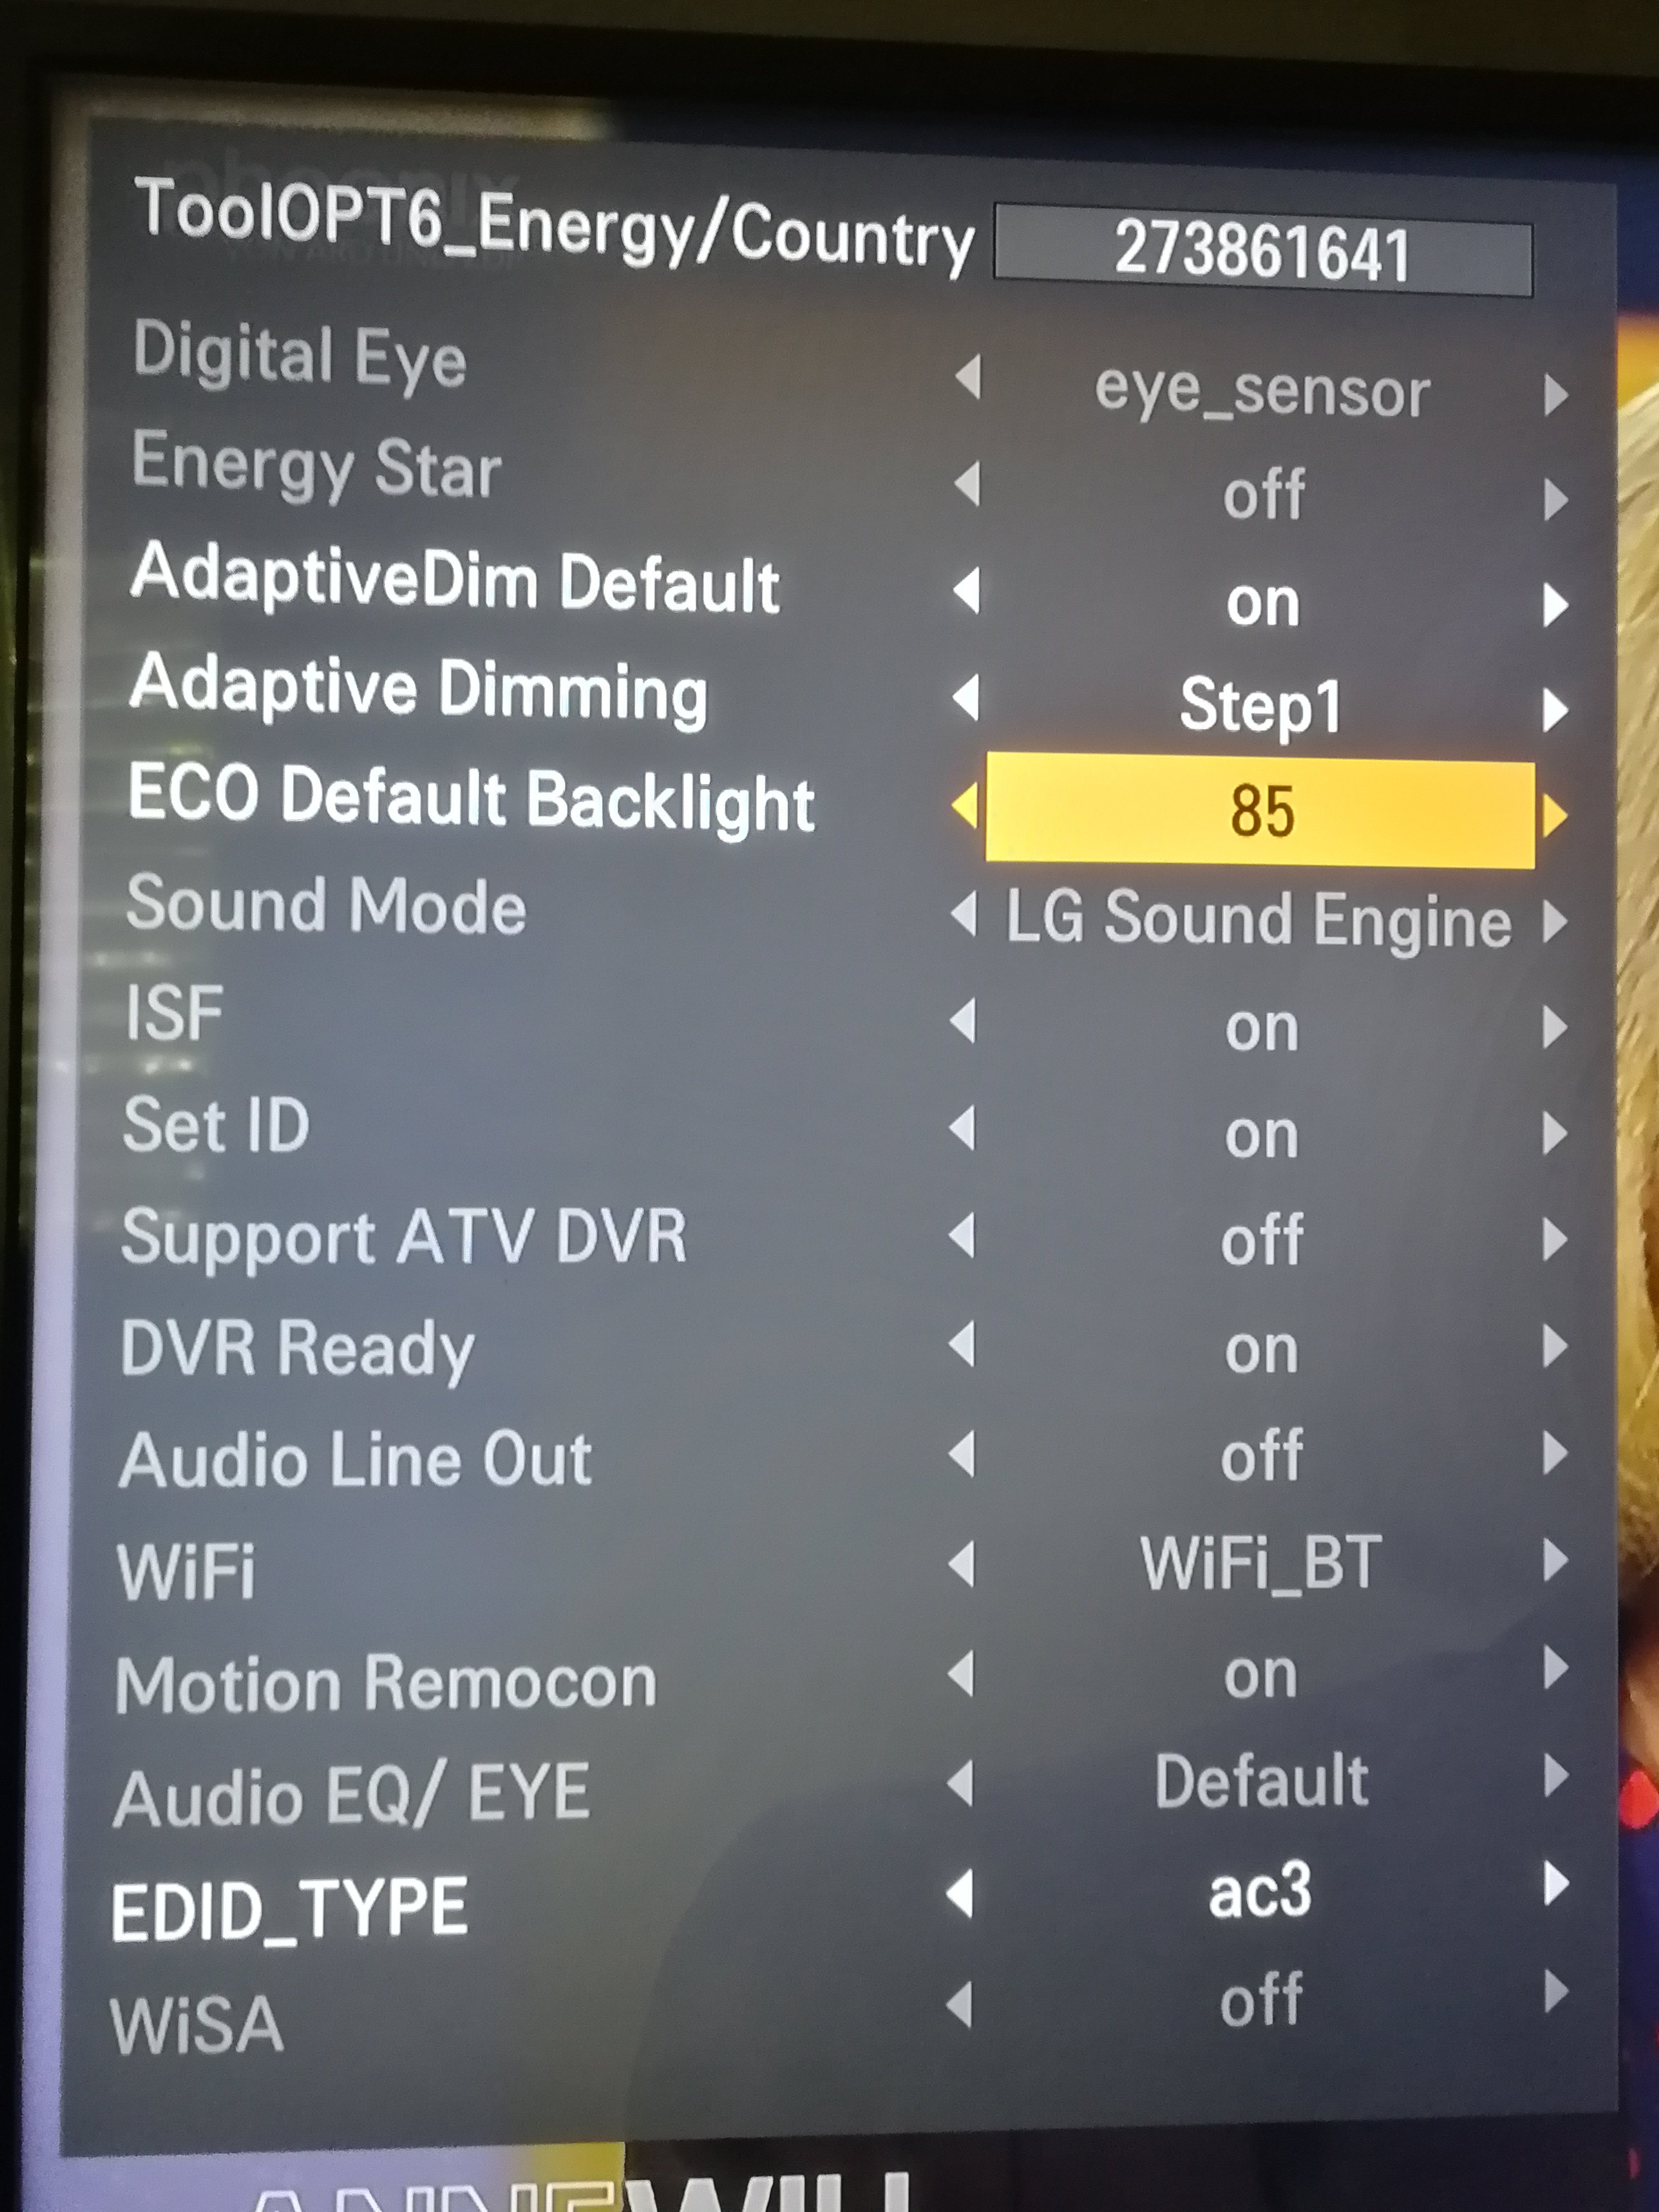 ToolOPT6_Energy/Country 273861641
Digital Eye eye_sensor
Energy Star off
AdaptiveDim Default on
Adaptive Dimming Step1
ECO Default Backlight 85
Sound Mode LG Sound Engine
ISF on
Set ID on
Support ATV DVR off
DVR Ready on
Audio Line Out off
WiFi WiFi_BT
Motion Remocon on
Audio EQ/ EYE Default
EDID_TYPE ac3
WiSA off